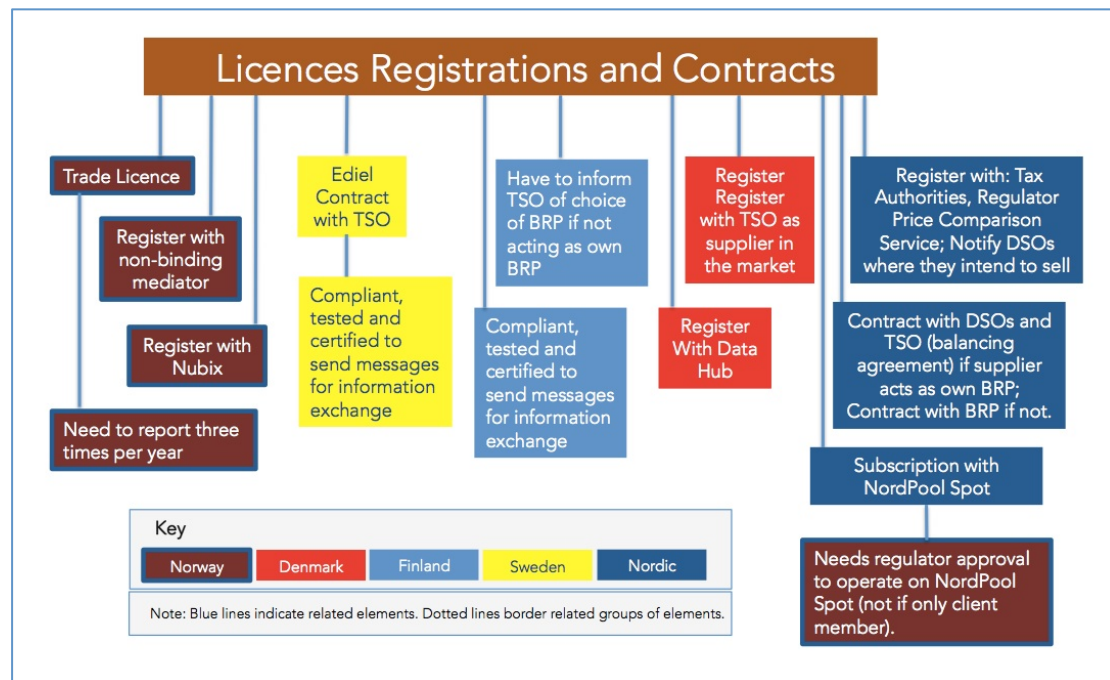 Licences Registrations and Contracts
Trade Licence
Register with
non-binding
mediator
Register with
Nubix
Need to report three
times per year
Ediel
Contract
with TSO
Compliant,
tested and
certified to
send messages
for information
exchange
Have to inform
TSO of choice
of BRP if not
acting as own
BRP
Compliant,
tested and
certified to
send messages
for information
exchange
Register
Register
with TSO as
supplier in
the market
Register
With Data
Hub
Register with: Tax
Authorities, Regulator
Price Comparison
Service; Notify DSOs
where they intend to sell
Contract with DSOs and
TSO (balancing
agreement) if supplier
acts as own BRP;
Contract with BRP if not.
Subscription with
NordPool Spot
Needs regulator approval
to operate on NordPool
Spot (not if only client
member).
Key
Norway
Denmark
Finland
Sweden
Nordic
Note: Blue lines indicate related elements. Dotted lines border related groups of elements.